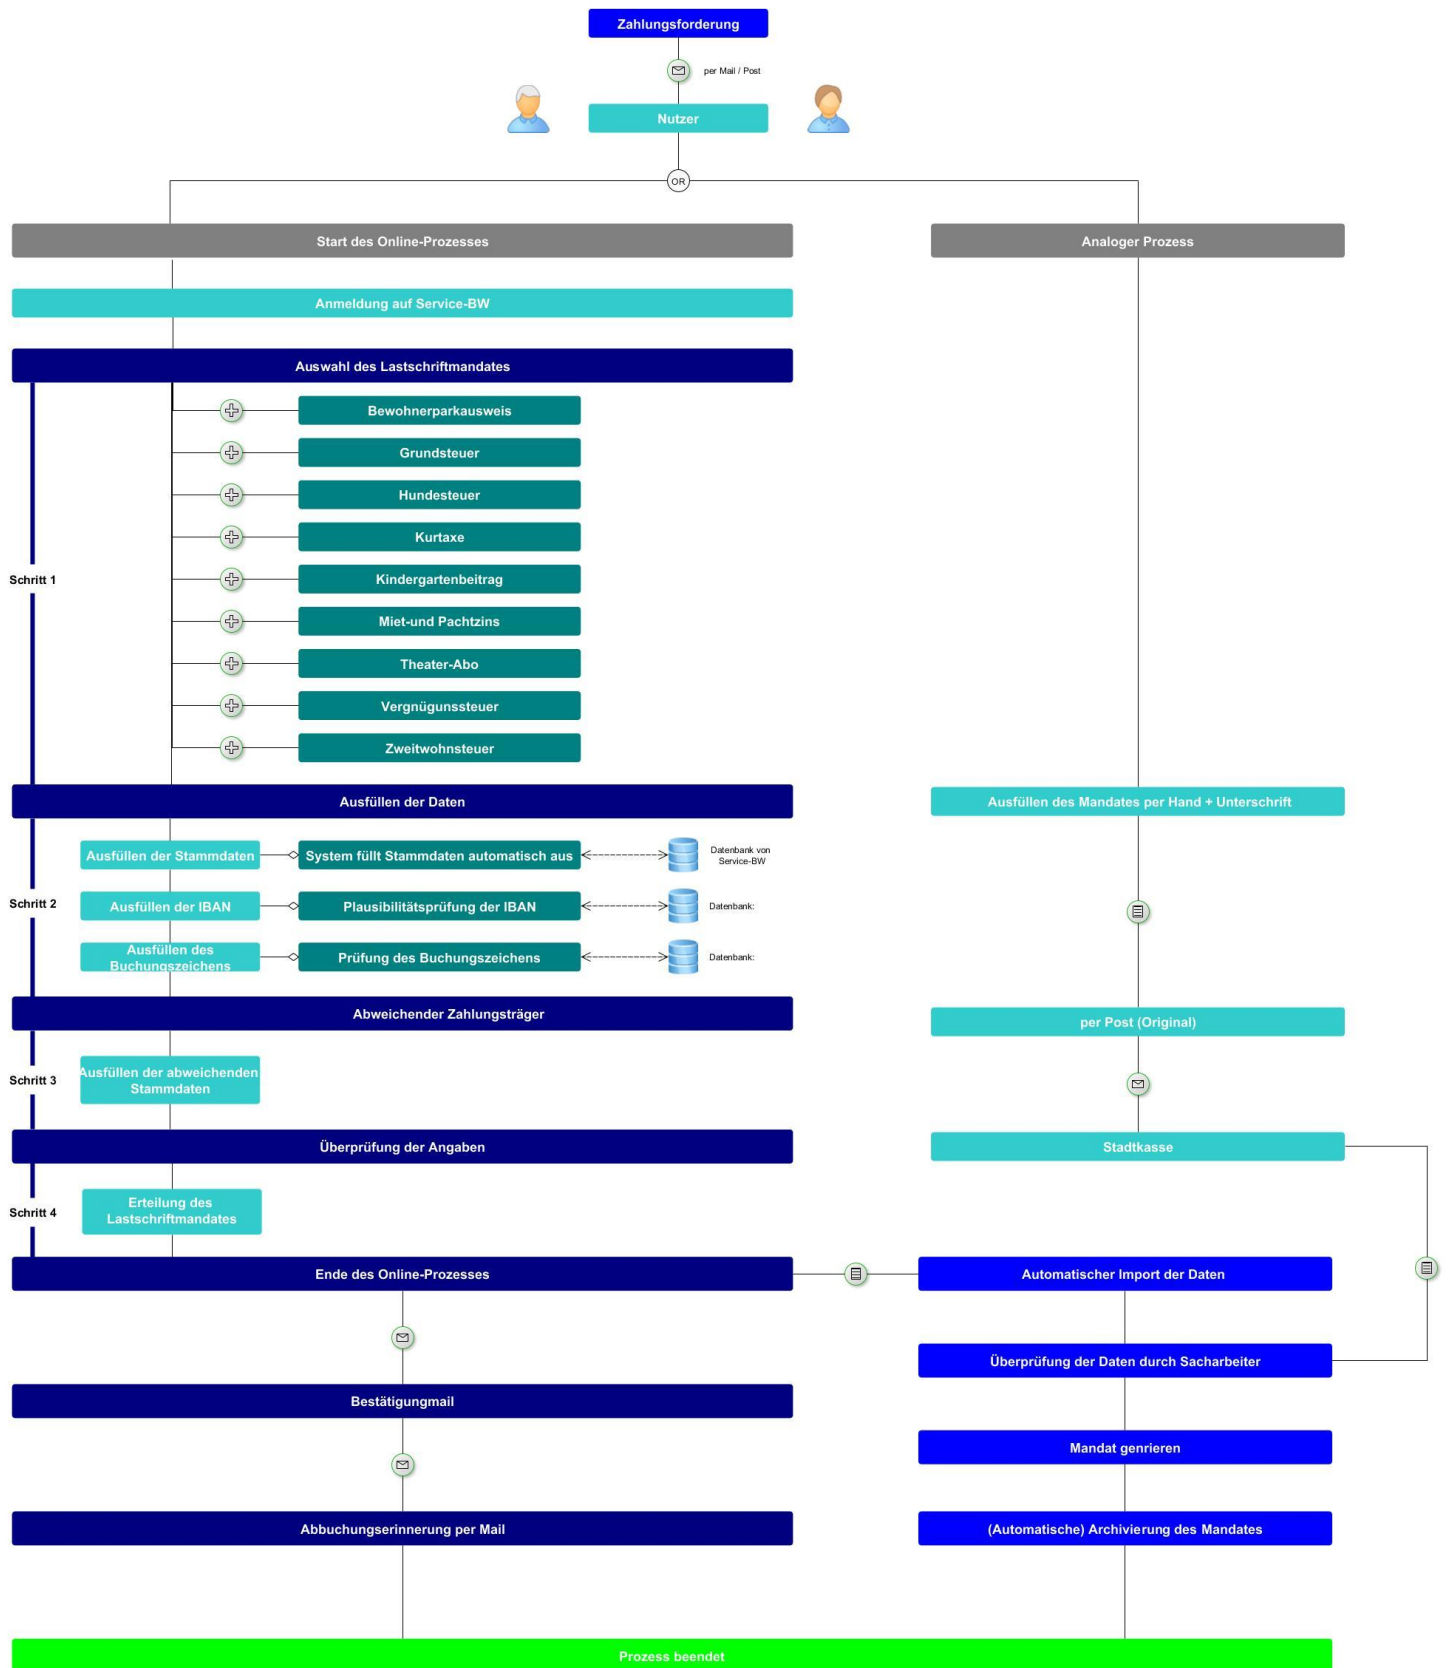 Zahlungsforderung
per Mail / Post
Nutzer
OR
Start des Online-Prozesses
Analoger Prozess
Anmeldung auf Service-BW
Auswahl des Lastschriftmandates
Bewohnerparkausweis
Grundsteuer
Hundesteuer
Kurtaxe
Kindergartenbeitrag
Schritt 1
Miet-und Pachtzins
Theater-Abo
Vergnügunssteuer
Zweitwohnsteuer
Ausfüllen der Daten
Ausfüllen des Mandates per Hand + Unterschrift
Ausfüllen der Stammdaten
System füllt Stammdaten automatisch aus
Datenbank von
Service-BW
Schritt 2
Ausfüllen der IBAN
Plausibilitätsprüfung der IBAN
Datenbank:
Ausfüllen des
Buchungszeichens
Prüfung des Buchungszeichens
Datenbank:
Abweichender Zahlungsträger
per Post (Original)
Schritt 3
Ausfüllen der abweichenden
Stammdaten
Überprüfung der Angaben
Stadtkasse
Schritt 4
Erteilung des
Lastschriftmandates
Ende des Online-Prozesses
Automatischer Import der Daten
Überprüfung der Daten durch Sacharbeiter
Bestätigungmail
Mandat genrieren
Abbuchungserinnerung per Mail
(Automatische) Archivierung des Mandates
Prozess beendet